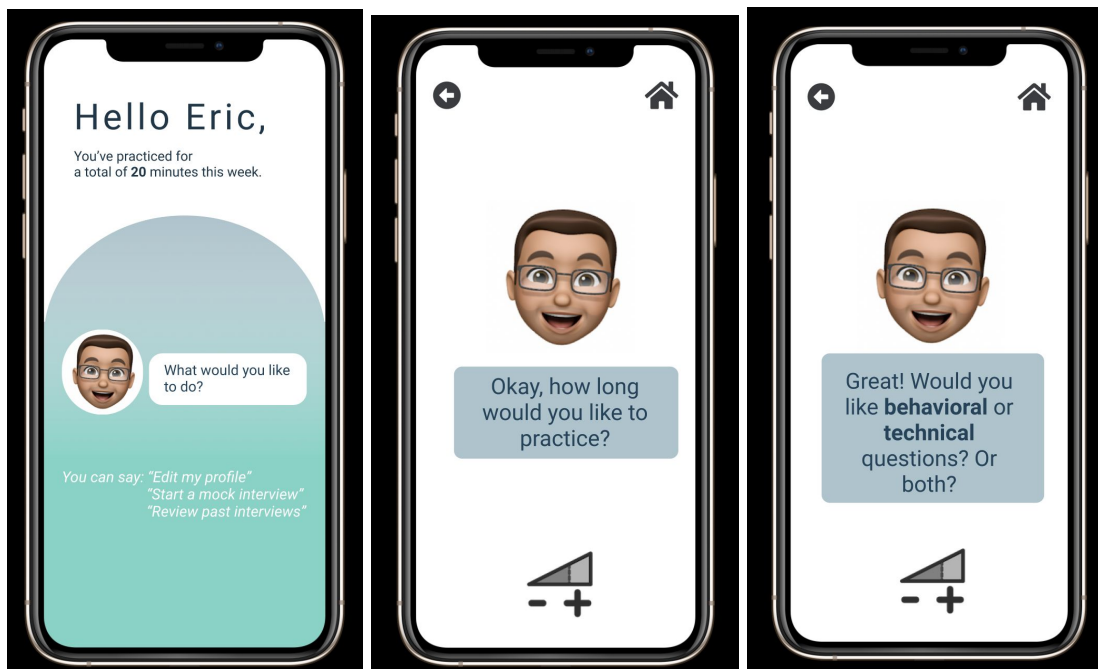 Hello Eric,
You've practiced for
a total of 20 minutes this week.
What would you like
to do?
You can say: "Edit my profile"
"Start a mock interview"
"Review past interviews"
Okay, how long
would you like to
practice?
Great! Would you
like behavioral or
technical
questions? Or
both?